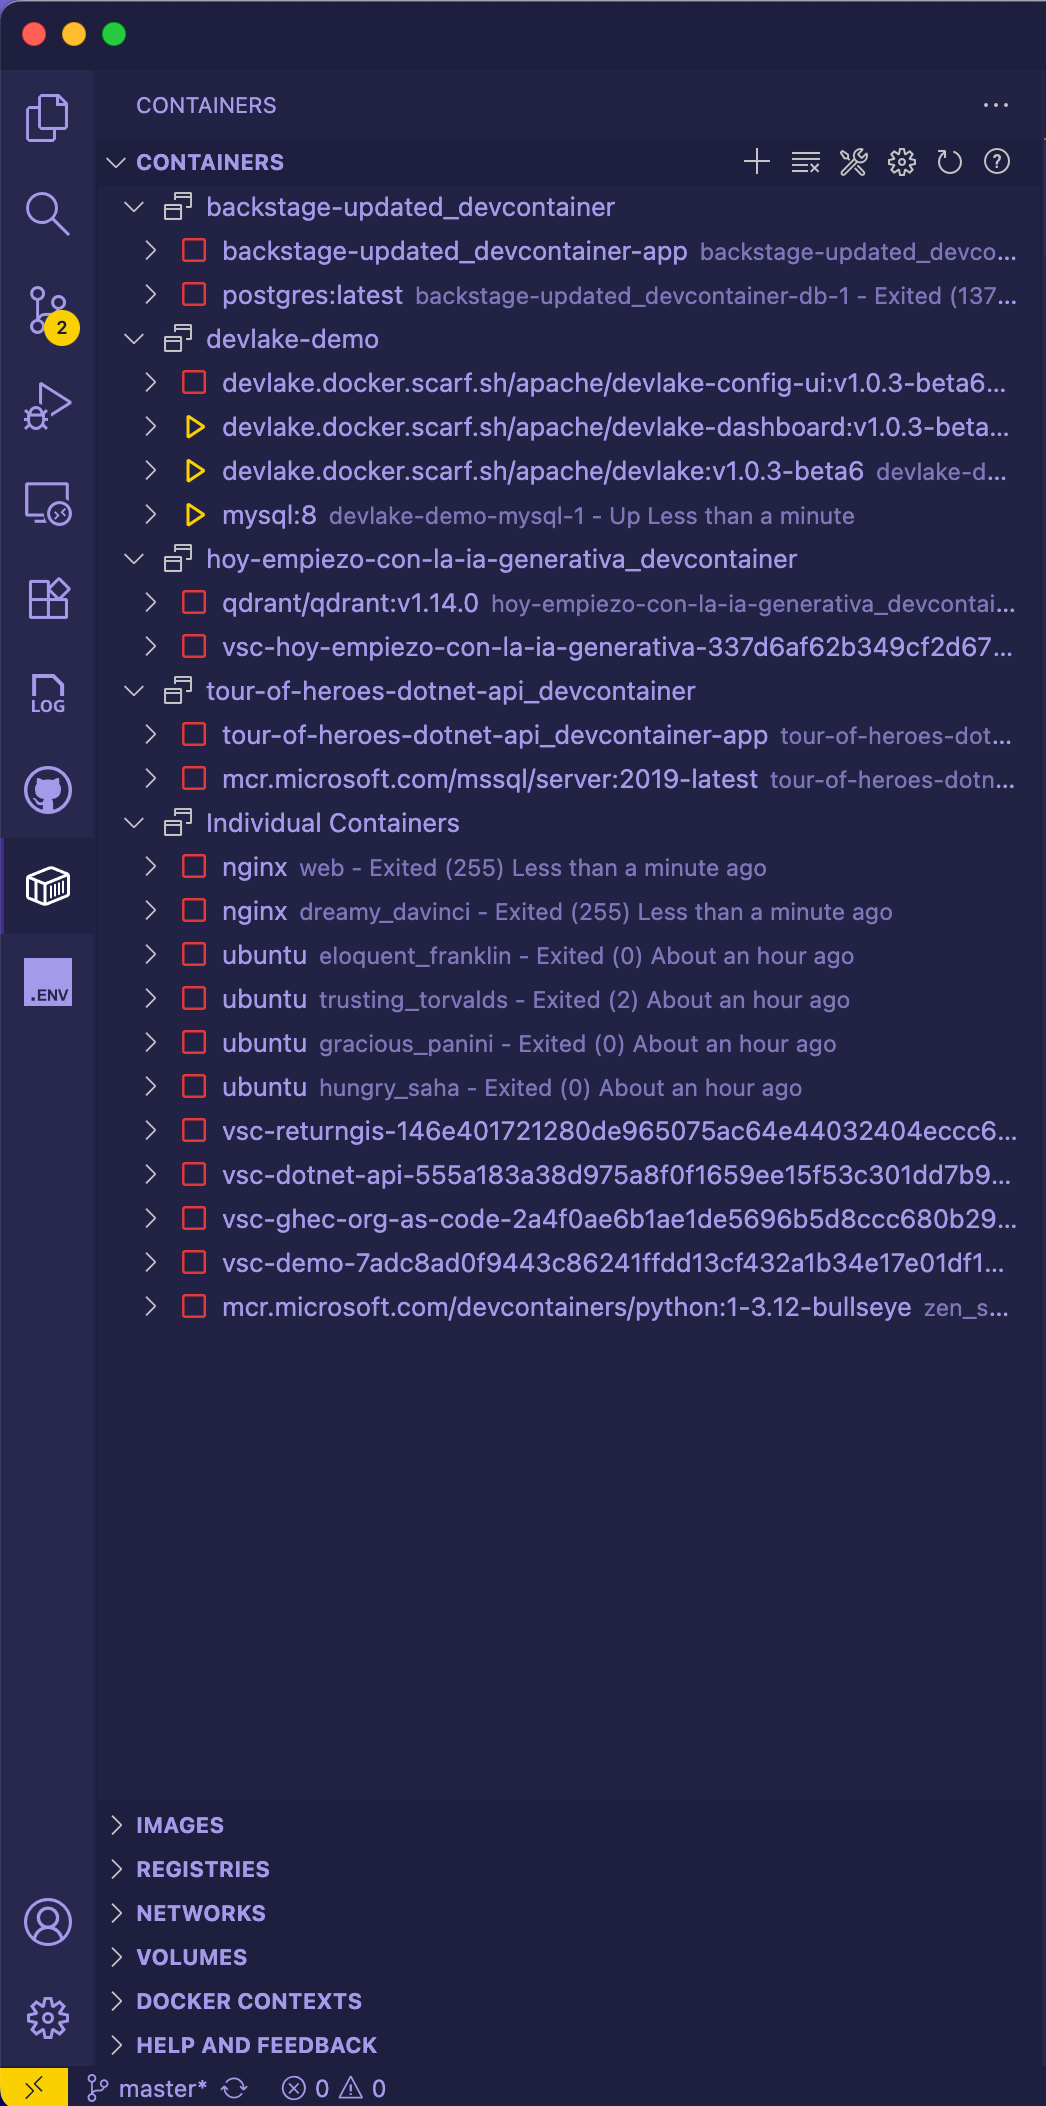 CONTAINERS
CONTAINERS
backstage-updated_devcontainer
backstage-updated_devcontainer-app backstage-updated_devco...
2
postgres:latest backstage-updated_devcontainer-db-1 - Exited (137...
devlake-demo
devlake.docker.scarf.sh/apache/devlake-config-ui:v1.0.3-beta6...
devlake.docker.scarf.sh/apache/devlake-dashboard:v1.0.3-beta...
devlake.docker.scarf.sh/apache/devlake:v1.0.3-beta6 devlake-d...
mysql:8 devlake-demo-mysql-1 - Up Less than a minute
hoy-empiezo-con-la-ia-generativa_devcontainer
qdrant/qdrant:v1.14.0 hoy-empiezo-con-la-ia-generativa_devcontai...
vsc-hoy-empiezo-con-la-ia-generativa-337d6af62b349cf2d67...
tour-of-heroes-dotnet-api_devcontainer
LOG
tour-of-heroes-dotnet-api_devcontainer-app tour-of-heroes-dot...
mcr.microsoft.com/mssql/server:2019-latest tour-of-heroes-dotn...
Individual Containers
nginx web - Exited (255) Less than a minute ago
nginx dreamy_davinci - Exited (255) Less than a minute ago
ubuntu eloquent_franklin - Exited (0) About an hour ago
.ENV
ubuntu trusting_torvalds - Exited (2) About an hour ago
ubuntu gracious_panini - Exited (0) About an hour ago
ubuntu hungry_saha - Exited (0) About an hour ago
vsc-returngis-146e401721280de965075ac64e44032404eccc6...
vsc-dotnet-api-555a183a38d975a8f0f1659ee15f53c301dd7b9...
vsc-ghec-org-as-code-2a4f0ae6b1ae1de5696b5d8ccc680b29...
vsc-demo-7adc8ad0f9443c86241ffdd13cf432a1b34e17e01df1...
mcr.microsoft.com/devcontainers/python:1-3.12-bullseye zen_s...
IMAGES
REGISTRIES
NETWORKS
VOLUMES
DOCKER CONTEXTS
HELP AND FEEDBACK
master* 0 0